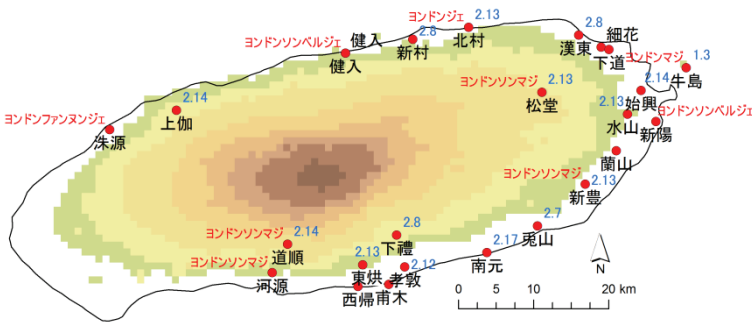 ヨンドンジェ 2.13
北村
2.8
漢東
細花
下道
健入
2.8
新村
ヨンドンソンベルジェ
健入
ヨンドンマジ 1.3
牛島
ヨンドンソンマジ 2.13
松堂
2.14
始興
2.13
水山
ヨンドンソンベルジェ
新陽
2.14
上伽
ヨンドンファンヌンジェ
洙源
蘭山
ヨンドンソンマジ 2.13
新豊
2.7
兎山
2.8
下禮
2.17
南元
ヨンドンソンマジ 2.14
道順
ヨンドンソンマジ
河源
2.13
東烘
2.12
孝敦
西帰
甫木
N
0 5 10 20 km